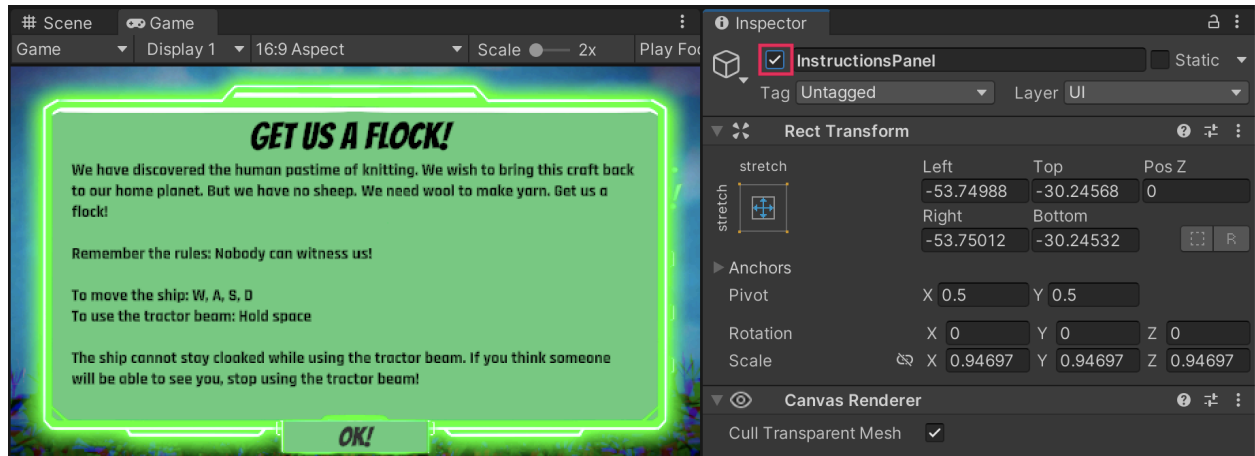 Scene Game
Game Display 1 16:9 Aspect Scale 2x Play Foc
GET US A FLOCK!
We have discovered the human pastime of knitting. We wish to bring this craft back
to our home planet. But we have no sheep. We need wool to make yarn. Get us a
flock!
Remember the rules: Nobody can witness us!
To move the ship: W, A, S, D
To use the tractor beam: Hold space
The ship cannot stay cloaked while using the tractor beam. If you think someone
will be able to see you, stop using the tractor beam!
OK!
Inspector
InstructionsPanel Static
Tag Untagged Layer UI
Rect Transform
stretch Left Top Pos Z
stretch -53.74988 -30.24568 0
Right Bottom
-53.75012 -30.24532 R
Anchors
Pivot X 0.5 Y 0.5
Rotation X 0 Y 0 Z 0
Scale X 0.94697 Y 0.94697 Z 0.94697
Canvas Renderer
Cull Transparent Mesh